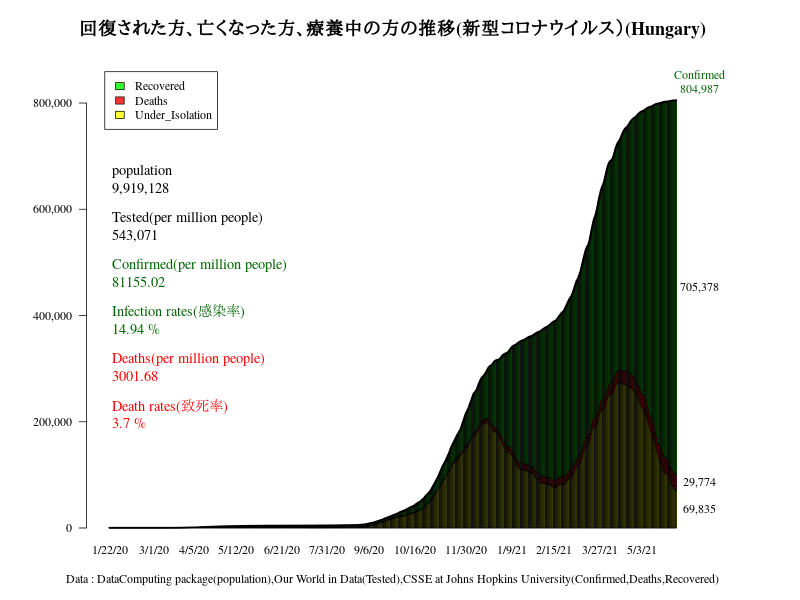 回復された方、亡くなった方、療養中の方の推移(新型コロナウイルス)(Hungary)
Confirmed
804,987
Recovered
Deaths
Under_Isolation
800,000
600,000
400,000
200,000
0
population
9,919,128
Tested(per million people)
543,071
Confirmed(per million people)
81155.02
Infection rates(感染率)
14.94 %
Deaths(per million people)
3001.68
Death rates(致死率)
3.7 %
705,378
29,774
69,835
1/22/20 3/1/20 4/5/20 5/12/20 6/21/20 7/31/20 9/6/20 10/16/20 11/30/20 1/9/21 2/15/21 3/27/21 5/3/21
Data : DataComputing package(population),Our World in Data(Tested),CSSE at Johns Hopkins University(Confirmed,Deaths,Recovered)